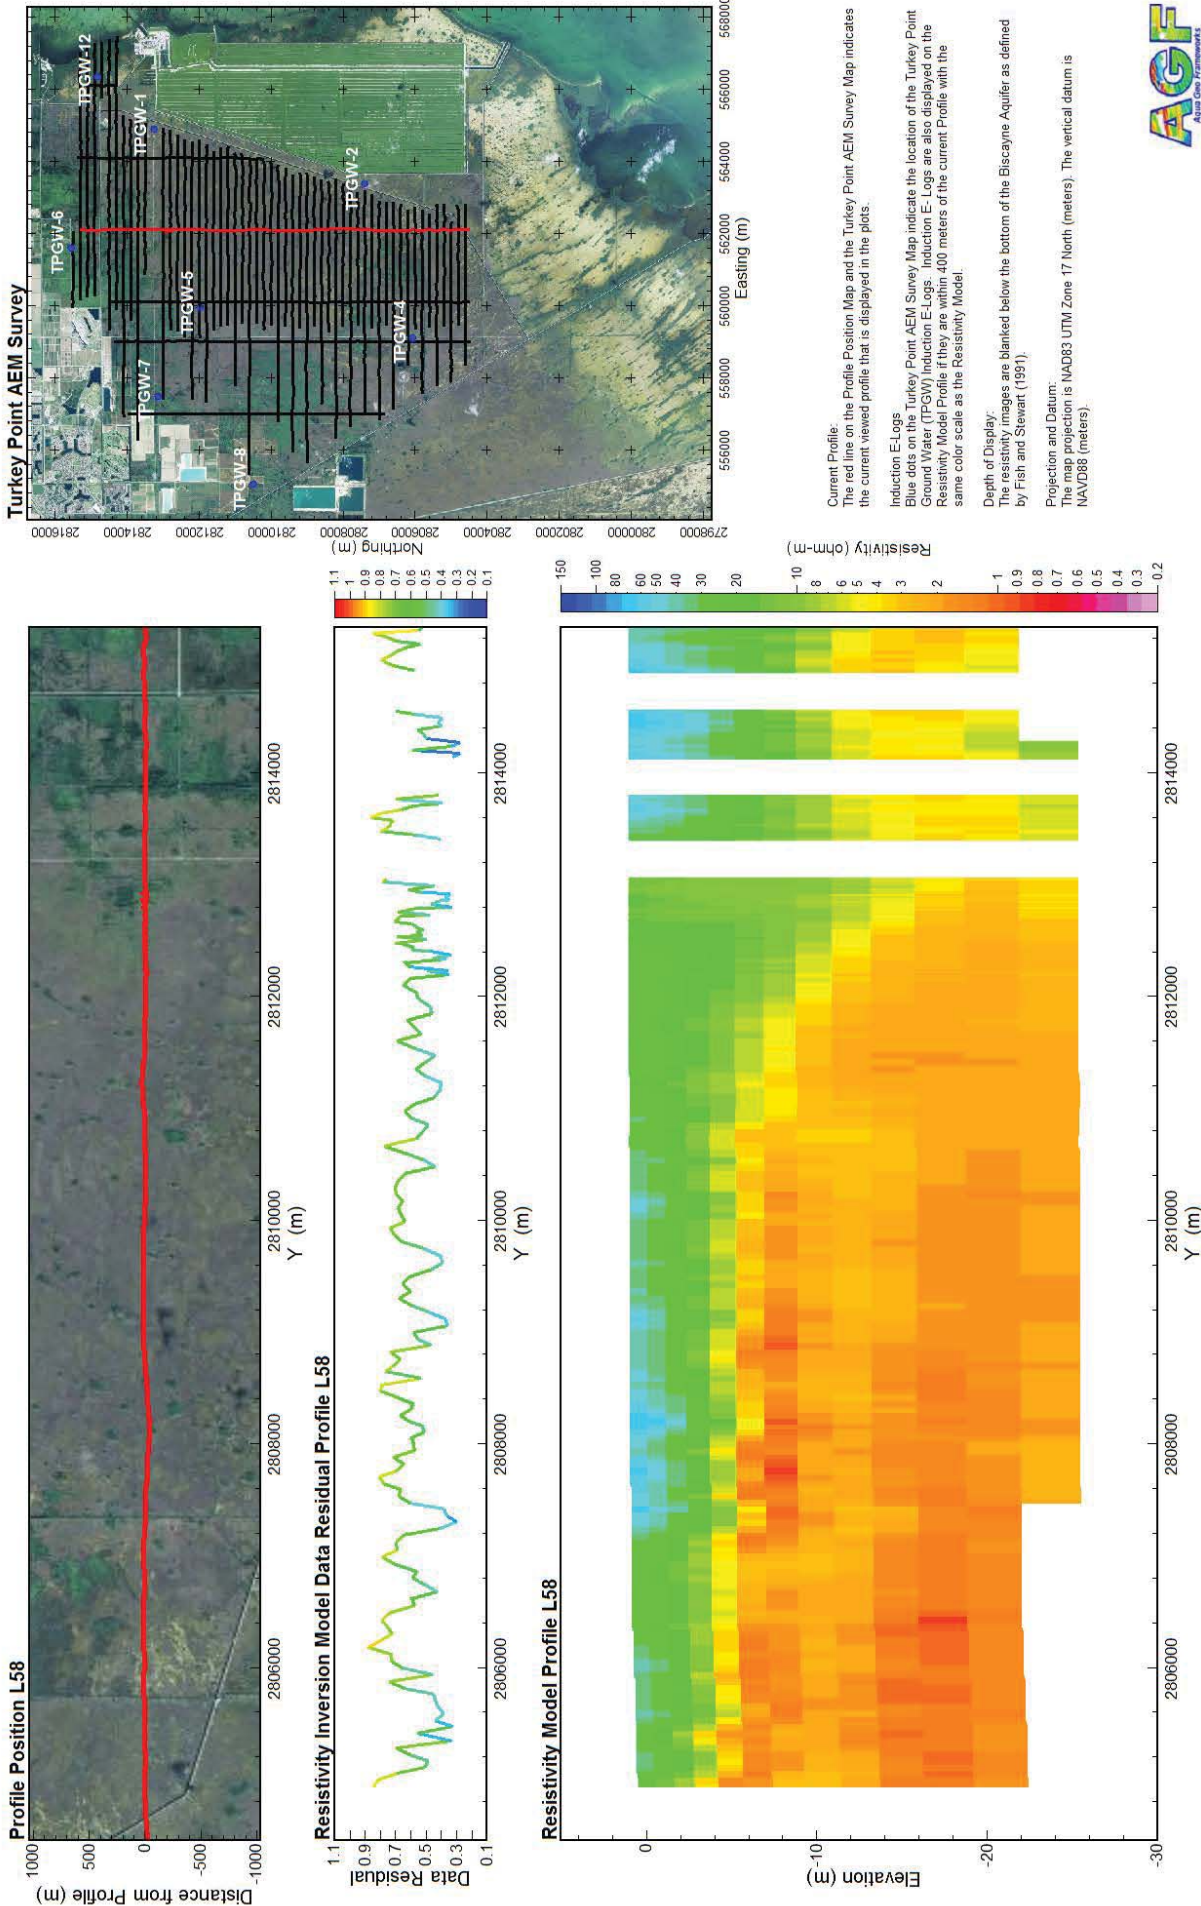 Profile Position L58
1000
500
0
-500
-1000
Distance from Profile (m)
2806000
2808000
2810000
2812000
2814000
Y (m)
Resistivity Inversion Model Data Residual Profile L58
1.1
0.9
0.7
0.5
0.3
0.1
Data Residual
2806000
2808000
2810000
2812000
2814000
Y (m)
1.1
1
0.9
0.8
0.7
0.6
0.5
0.4
0.3
0.2
0.1
Resistivity Model Profile L58
0
-10
-20
-30
Elevation (m)
2806000
2808000
2810000
2812000
2814000
Y (m)
150
100
80
60
50
40
30
20
10
8
6
5
4
3
2
1
0.9
0.8
0.7
0.6
0.5
0.4
0.3
0.2
Resistivity (ohm-m)
Turkey Point AEM Survey
2816000
2814000
2812000
2810000
2808000
2806000
2804000
2802000
2800000
2798000
Northing (m)
556000
558000
560000
562000
564000
566000
568000
Easting (m)
TPGW-12
TPGW-1
TPGW-6
TPGW-2
TPGW-5
TPGW-7
TPGW-4
TPGW-8
Current Profile:
The red line on the Profile Position Map and the Turkey Point AEM Survey Map indicates
the current viewed profile that is displayed in the plots.
Induction E-Logs
Blue dots on the Turkey Point AEM Survey Map indicate the location of the Turkey Point
Ground Water (TPGW) Induction E-Logs. Induction E- Logs are also displayed on the
Resistivity Model Profile if they are within 400 meters of the current Profile with the
same color scale as the Resistivity Model.
Depth of Display:
The resistivity images are blanked below the bottom of the Biscayne Aquifer as defined
by Fish and Stewart (1991).
Projection and Datum:
The map projection is NAD83 UTM Zone 17 North (meters). The vertical datum is
NAVD88 (meters).
AGF
Aqua Geo Frameworks